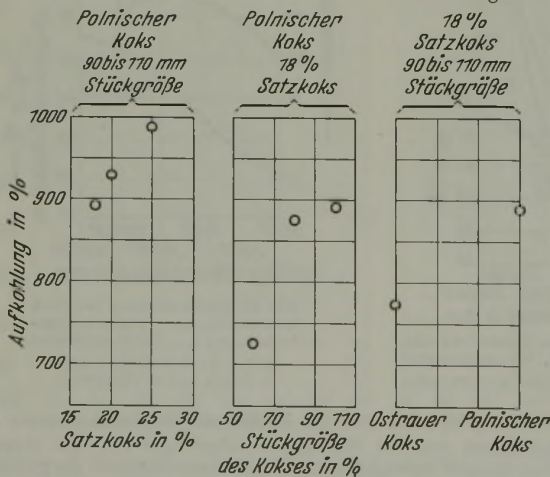 Polnischer
Koks
90 bis 110 mm
Stückgröße
Polnischer
Koks
18%
Satzkoks
18%
Satzkoks
90 bis 110 mm
Stückgröße
Aufkohlung in %
1000
900
800
700
15 20 25 30
Satzkoks in %
50 70 90 110
Stückgröße
des Kokses in %
Ostrauer
Koks
Polnischer
Koks